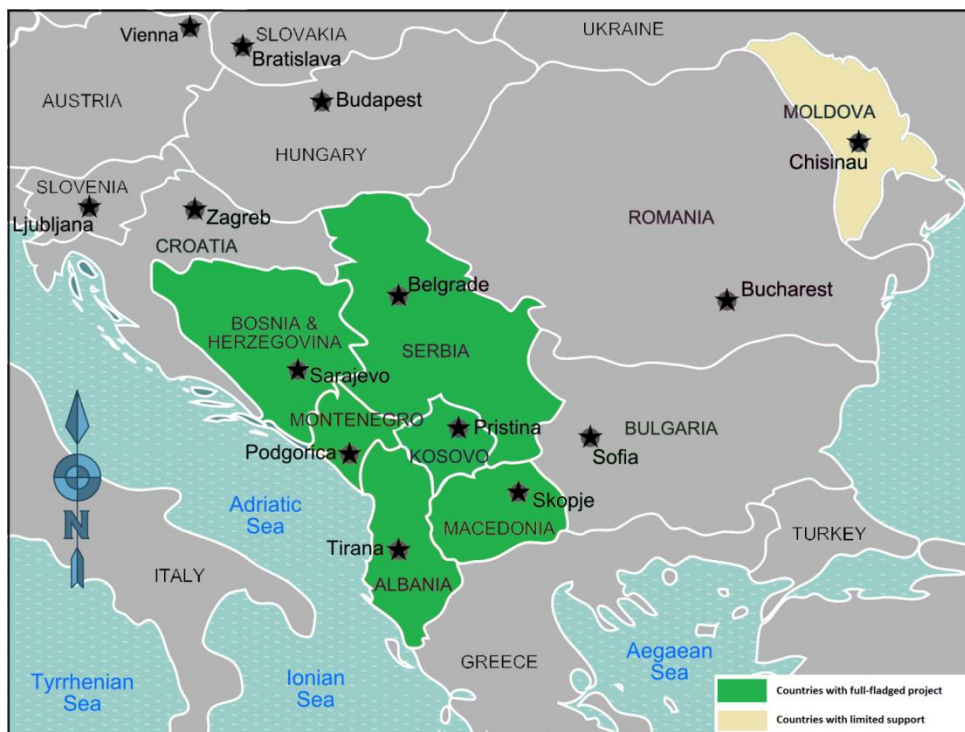 Vienna
SLOVAKIA
Bratislava
UKRAINE
AUSTRIA
Budapest
MOLDOVA
Chisinau
HUNGARY
SLOVENIA
Ljubljana
Zagreb
CROATIA
ROMANIA
Belgrade
Bucharest
BOSNIA &
HERZEGOVINA
SERBIA
Sarajevo
MONTENEGRO
Pristina
BULGARIA
Podgorica
KOSOVO
Sofia
Skopje
Adriatic
Sea
N
MACEDONIA
TURKEY
Tirana
ITALY
ALBANIA
GREECE
Aegaean
Sea
Tyrrhenian
Sea
Ionian
Sea
Countries with full-fladged project
Countries with limited support